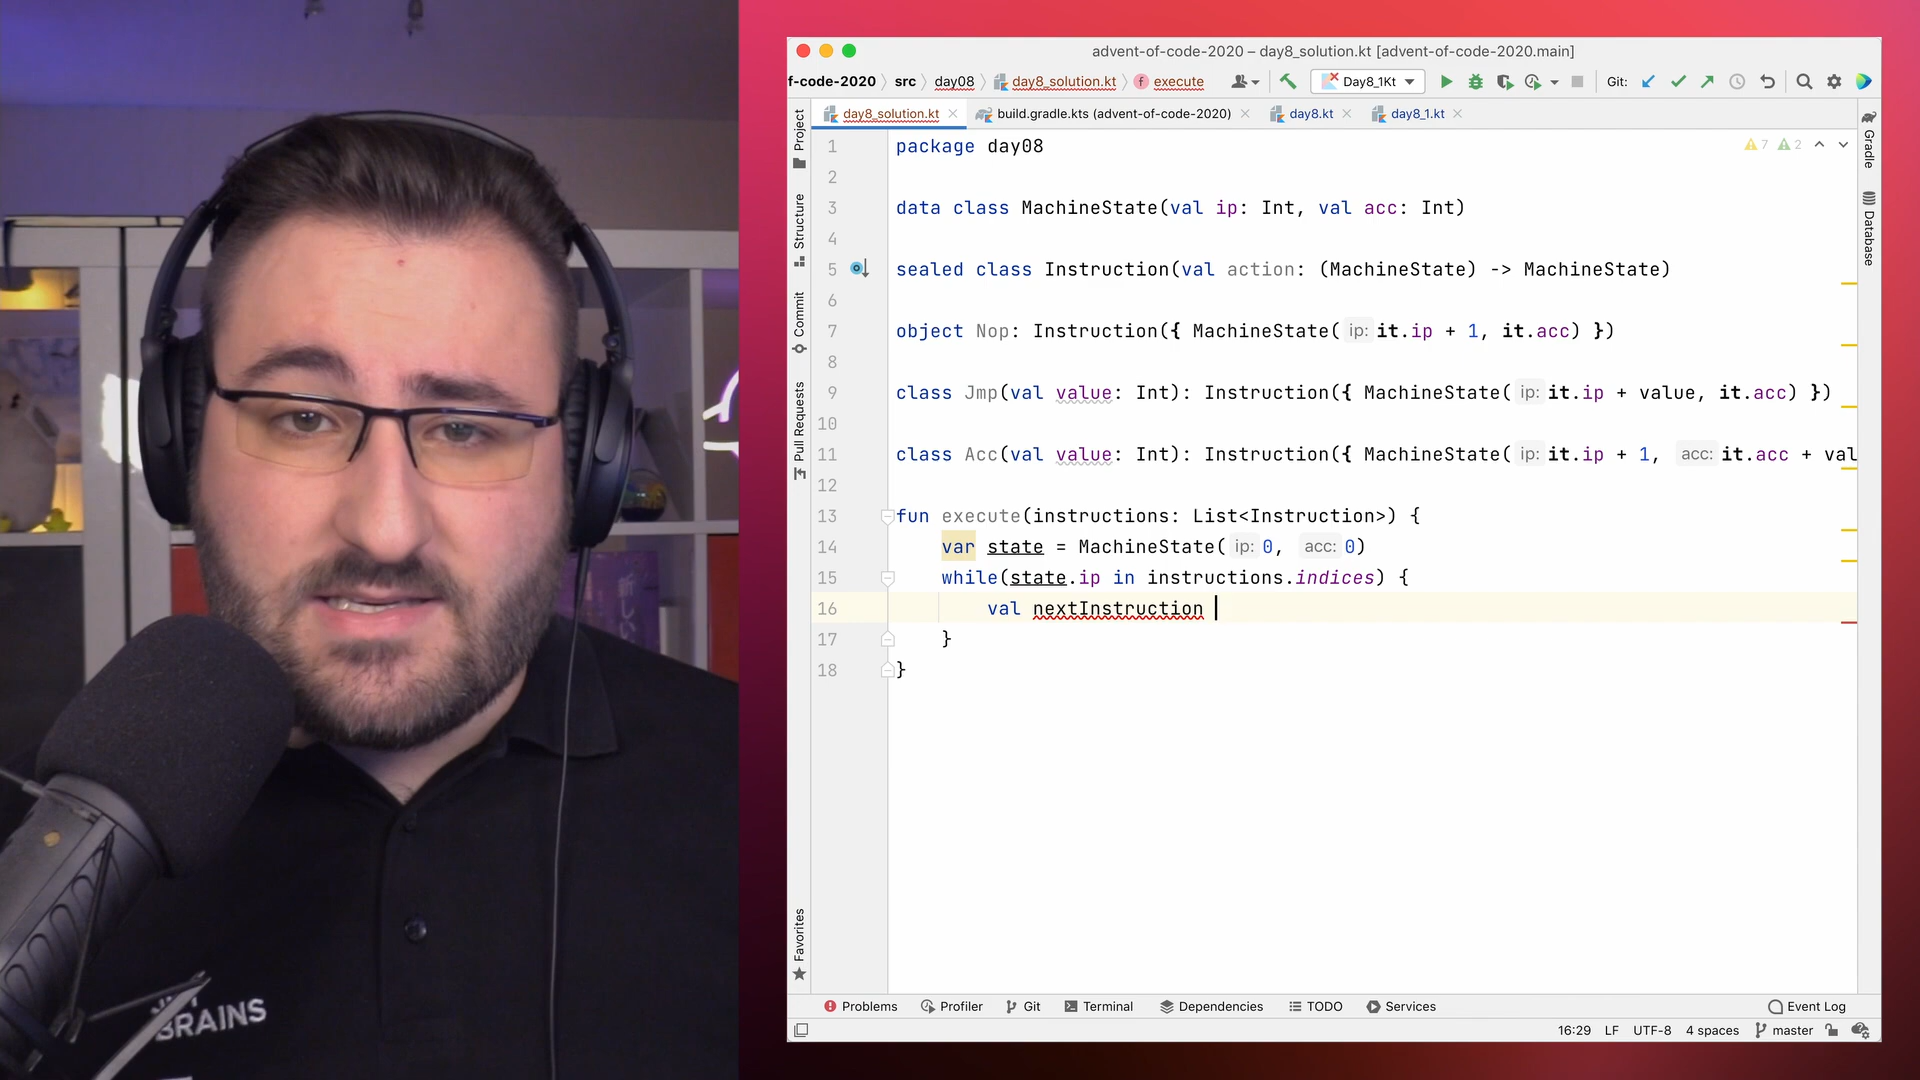 BRAINS
advent-of-code-2020 – day8_solution.kt [advent-of-code-2020.main]
f-code-2020 〉 src 〉 day08 〉 day8_solution.kt 〉 f execute
Day8_1Kt
Git:
day8_solution.kt
build.gradle.kts (advent-of-code-2020)
day8.kt
day8_1.kt
Project
Structure
Commit
Pull Requests
Favorites
Gradle
Database
7 2
1 package day08
2
3 data class MachineState(val ip: Int, val acc: Int)
4
5 sealed class Instruction(val action: (MachineState) -> MachineState)
6
7 object Nop: Instruction({ MachineState( ip: it.ip + 1, it.acc) })
8
9 class Jmp(val value: Int): Instruction({ MachineState( ip: it.ip + value, it.acc) })
10
11 class Acc(val value: Int): Instruction({ MachineState( ip: it.ip + 1, acc: it.acc + val
12
13 fun execute(instructions: List<Instruction>) {
14 var state = MachineState( ip: 0, acc: 0)
15 while(state.ip in instructions.indices) {
16 val nextInstruction
17 }
18 }
Problems Profiler Git Terminal Dependencies TODO Services Event Log
16:29 LF UTF-8 4 spaces master